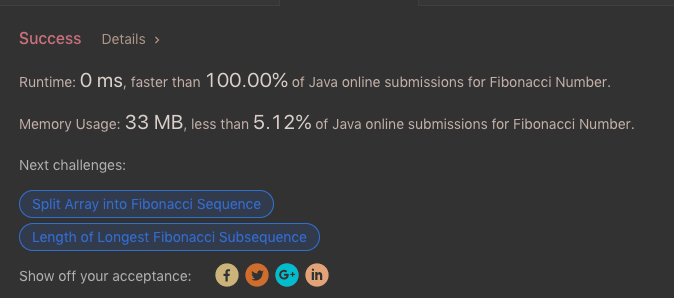 Success Details >
Runtime: 0 ms, faster than 100.00% of Java online submissions for Fibonacci Number.
Memory Usage: 33 MB, less than 5.12% of Java online submissions for Fibonacci Number.
Next challenges:
Split Array into Fibonacci Sequence
Length of Longest Fibonacci Subsequence
Show off your acceptance: f G+ in